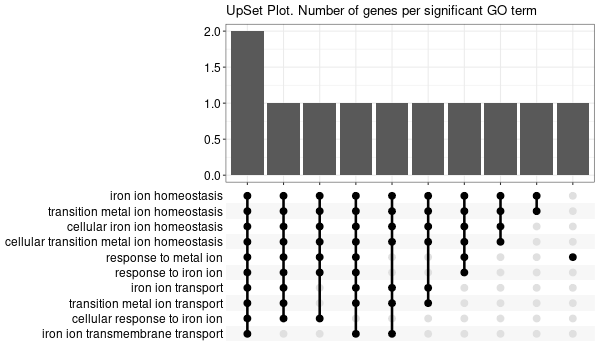 UpSet Plot. Number of genes per significant GO term
2.0
1.5
1.0
0.5
0.0
iron ion homeostasis
transition metal ion homeostasis
cellular iron ion homeostasis
cellular transition metal ion homeostasis
response to metal ion
response to iron ion
iron ion transport
transition metal ion transport
cellular response to iron ion
iron ion transmembrane transport